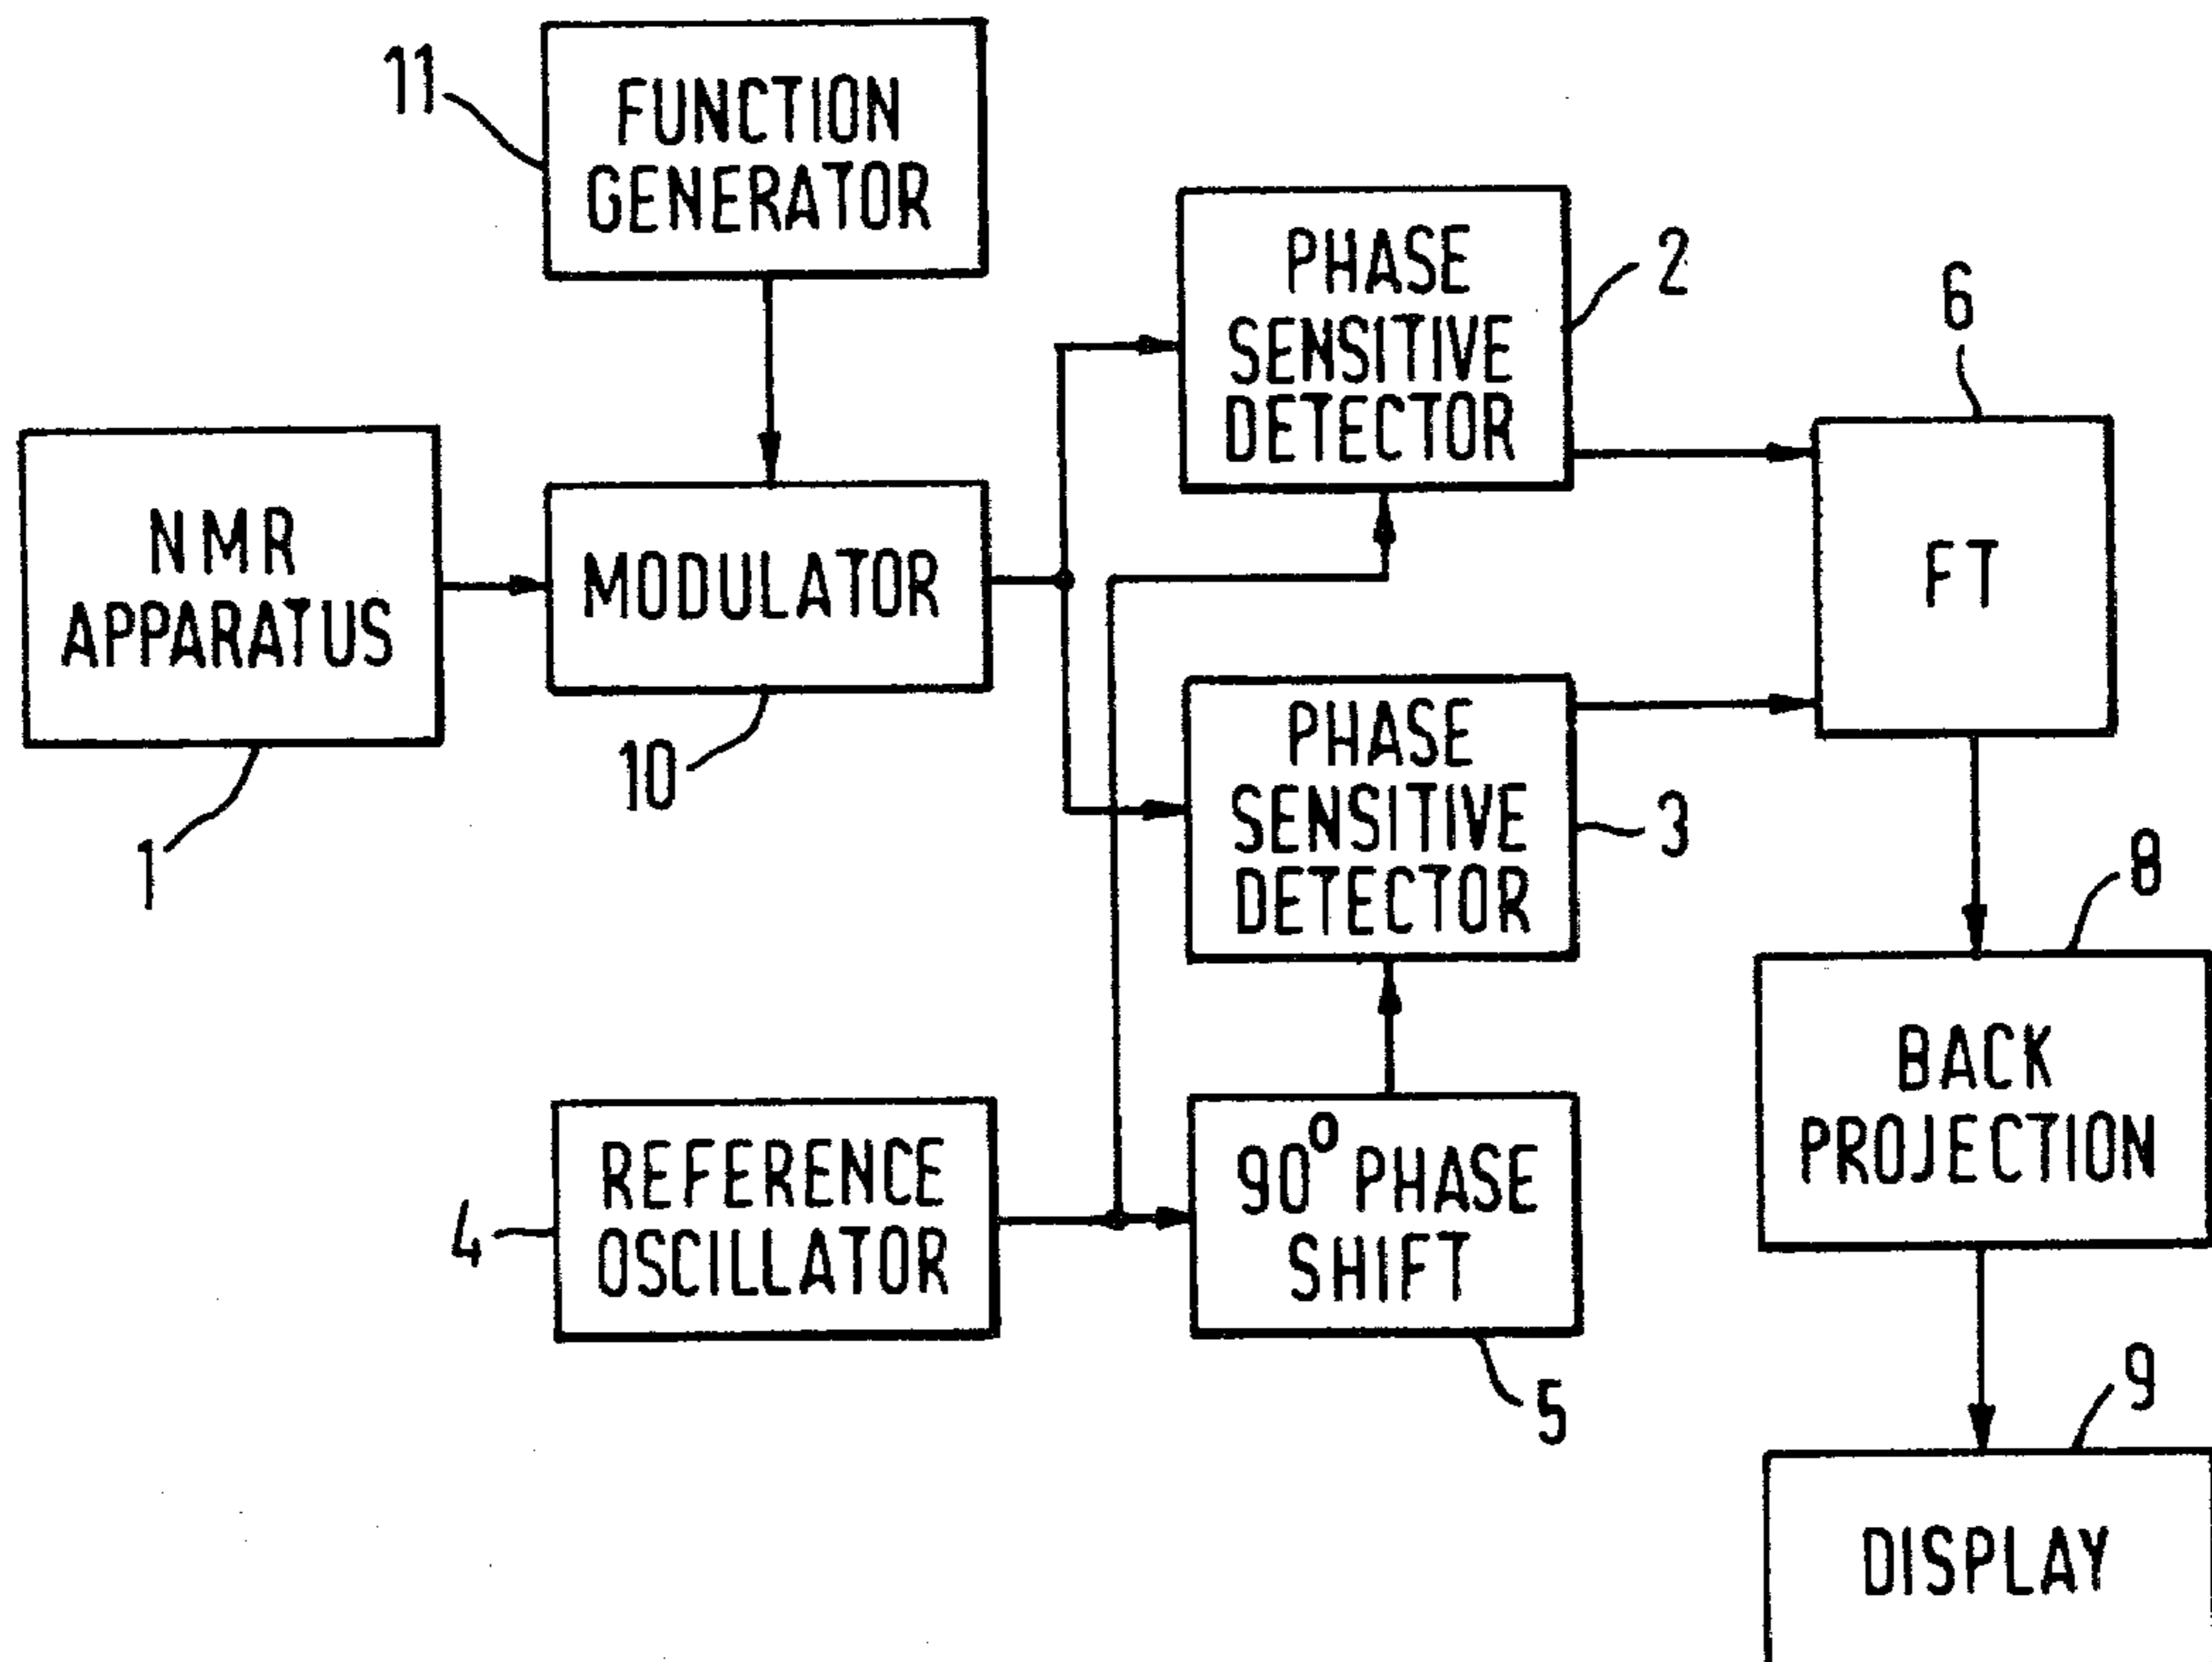 11
FUNCTION
GENERATOR
PHASE
SENSITIVE
DETECTOR
2
6
NMR
APPARATUS
1
MODULATOR
10
FT
PHASE
SENSITIVE
DETECTOR
3
8
BACK
PROJECTION
4
REFERENCE
OSCILLATOR
90° PHASE
SHIFT
5
9
DISPLAY